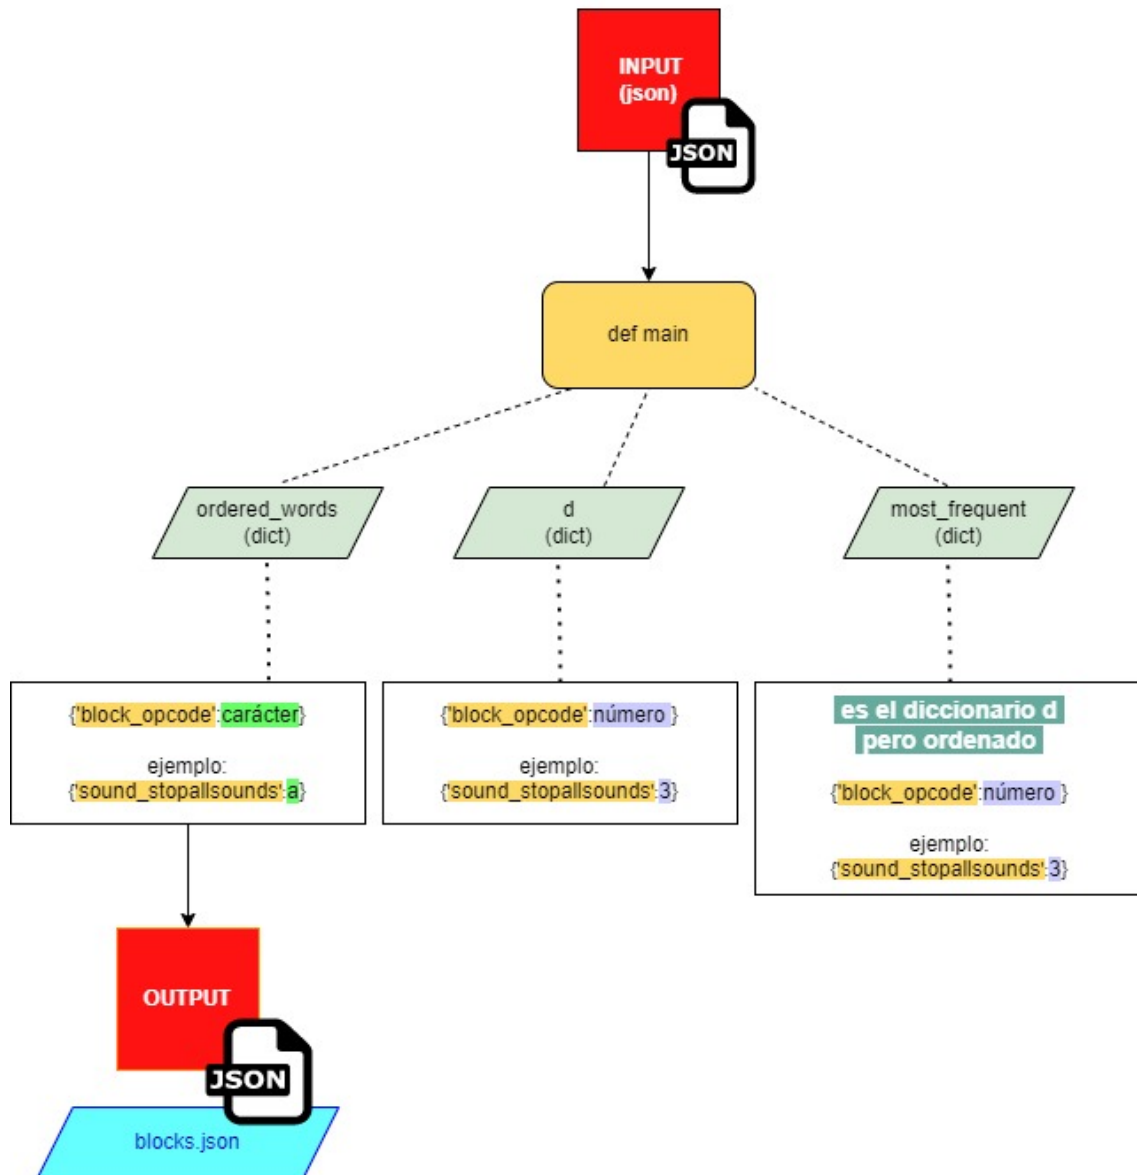 INPUT
(json)
JSON
def main
ordered_words
(dict)
d
(dict)
most_frequent
(dict)
{'block_opcode':carácter}
ejemplo:
{'sound_stopallsounds':a}
{'block_opcode':número }
ejemplo:
{'sound_stopallsounds':3}
es el diccionario d
pero ordenado
{'block_opcode':número }
ejemplo:
{'sound_stopallsounds':3}
OUTPUT
JSON
blocks.json